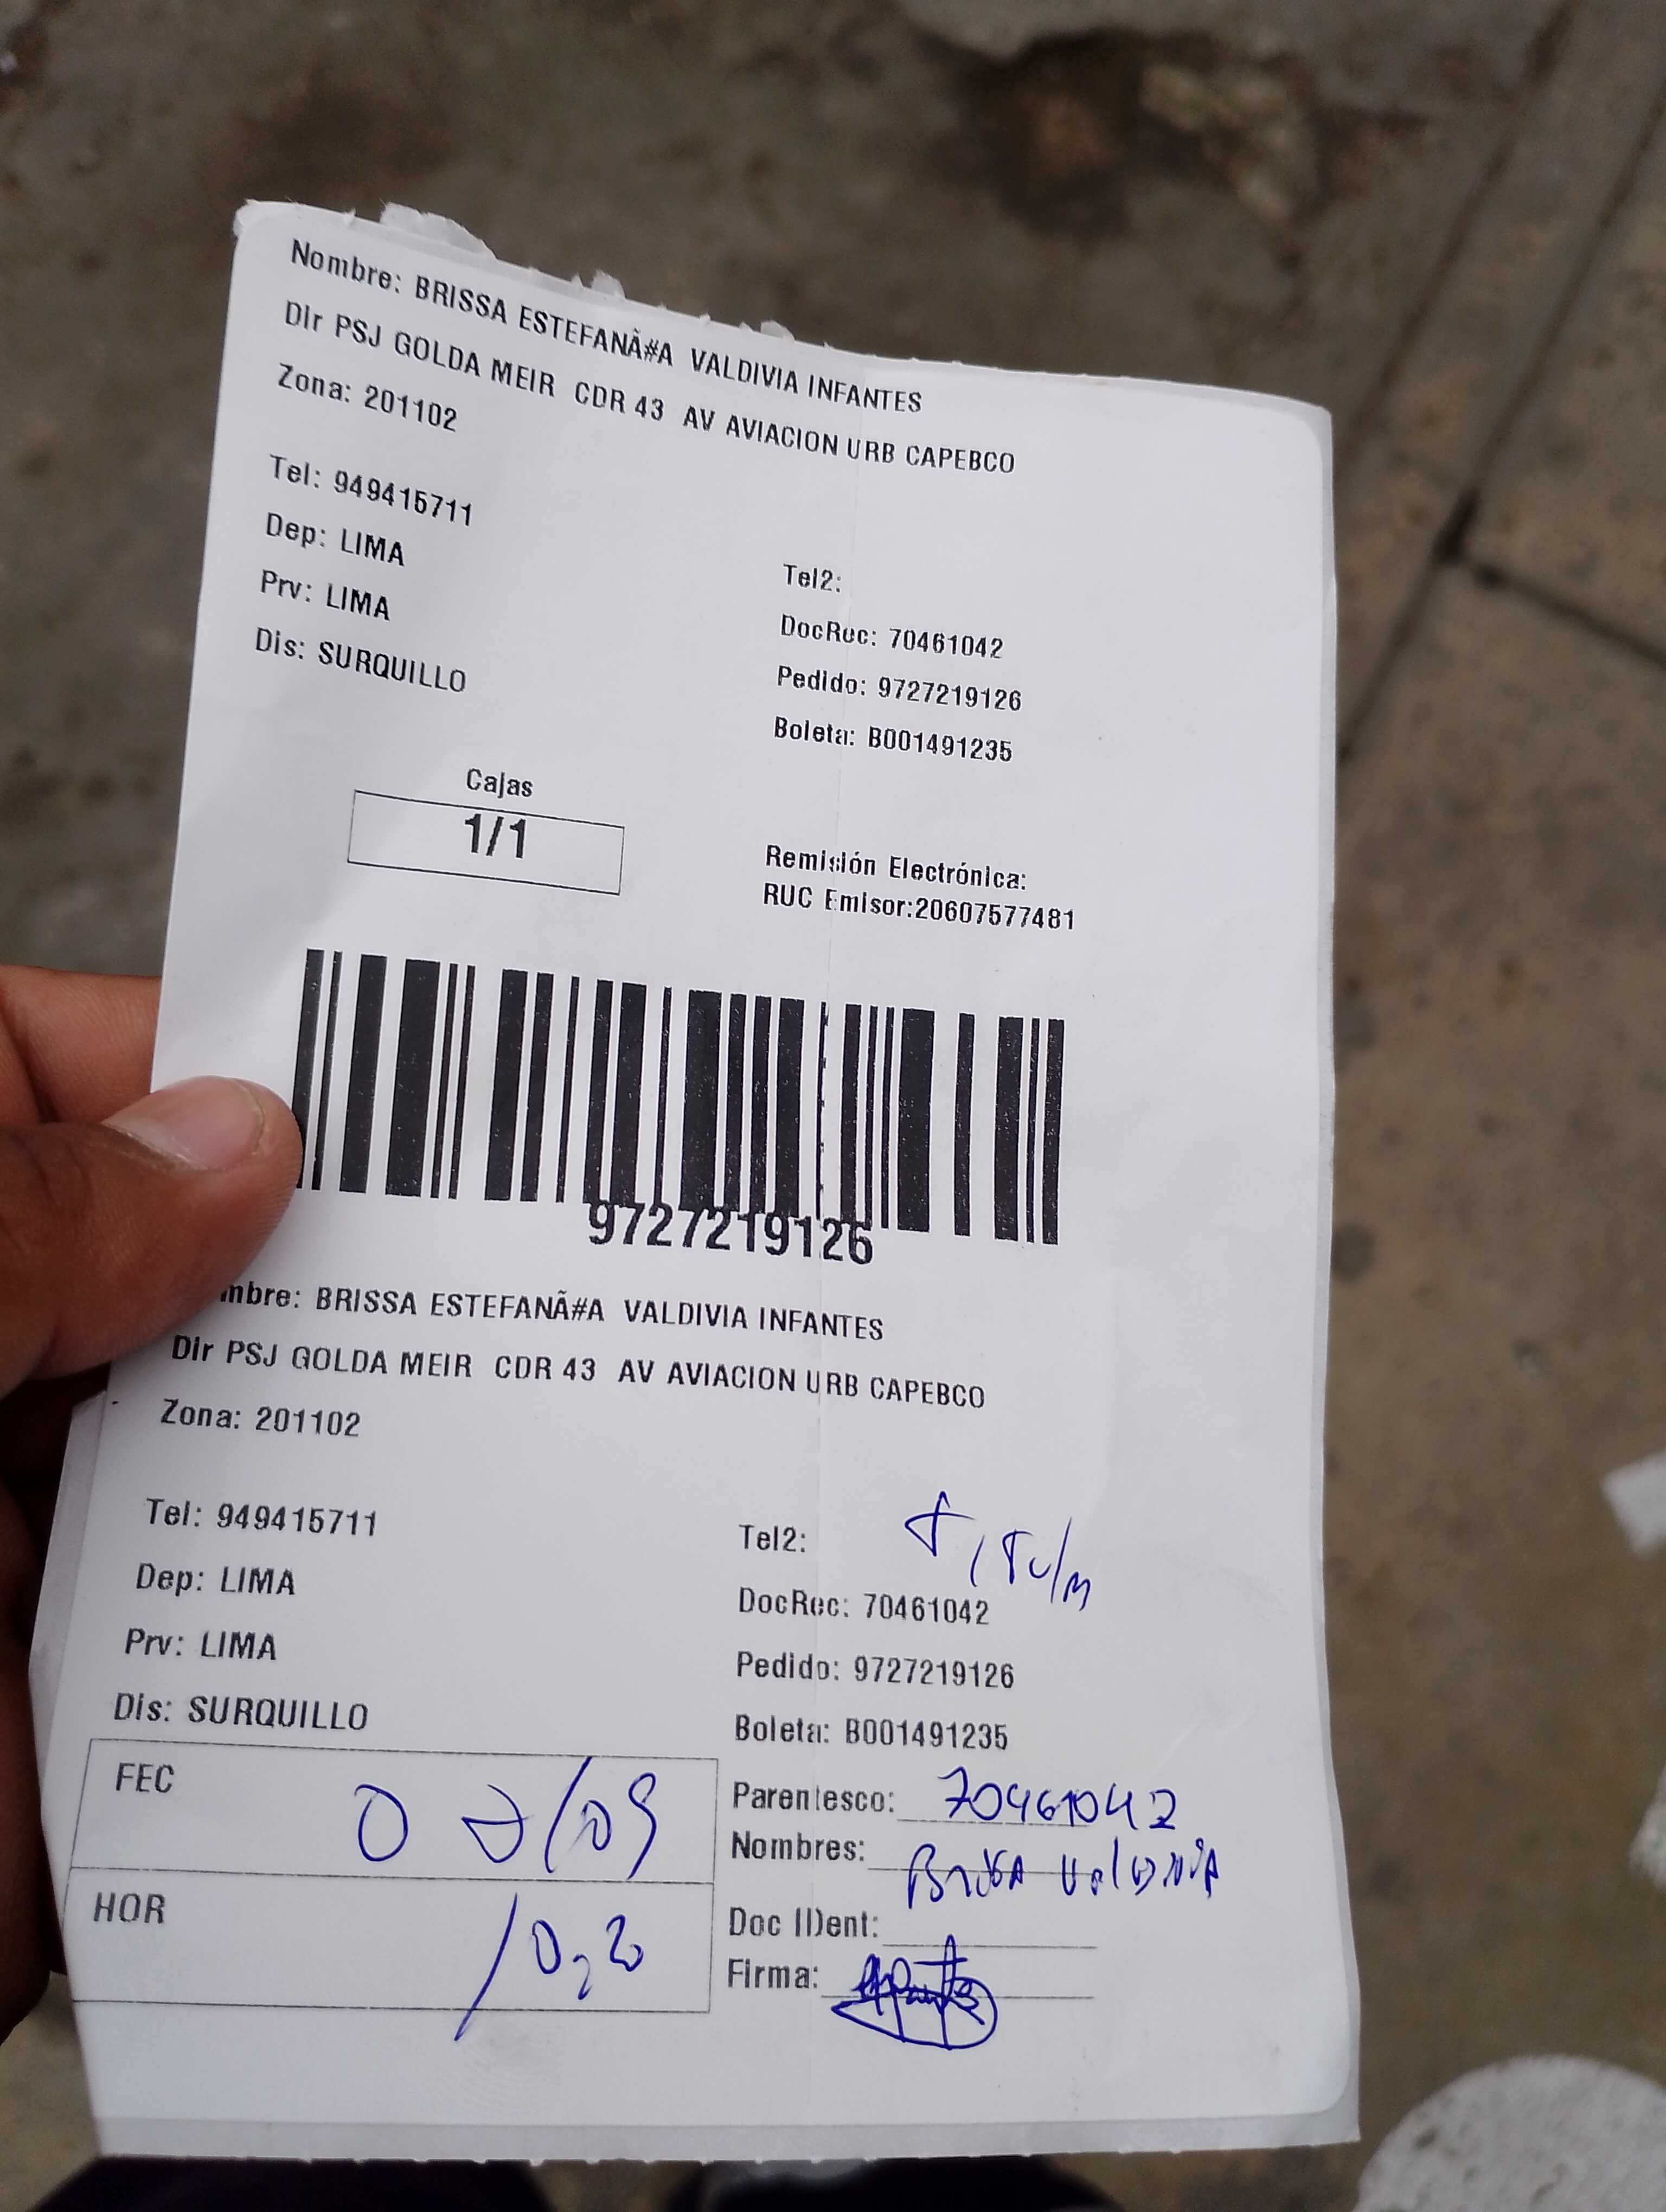 Nombre: BRISSA ESTEFANÃ#A VALDIVIA INFANTES
Dir PSJ GOLDA MEIR CDR 43 AV AVIACION URB CAPEBCO
Zona: 201102
Tel: 949415711
Dep: LIMA
Prv: LIMA
Dis: SURQUILLO
Tel2:
DocRec: 70461042
Pedido: 9727219126
Boleta: B001491235
Cajas
1/1
Remisión Electrónica:
RUC Emisor:20607577481
9727219126
mbre: BRISSA ESTEFANÃ#A VALDIVIA INFANTES
Dir PSJ GOLDA MEIR CDR 43 AV AVIACION URB CAPEBCO
Zona: 201102
Tel: 949415711
Dep: LIMA
Prv: LIMA
Dis: SURQUILLO
Tel2:
DocRec: 70461042
Pedido: 9727219126
Boleta: B001491235
FEC 07/09
HOR
Parentesco: 70461042
Nombres: Brissa Valdivia
Doc IDent:
Firma: